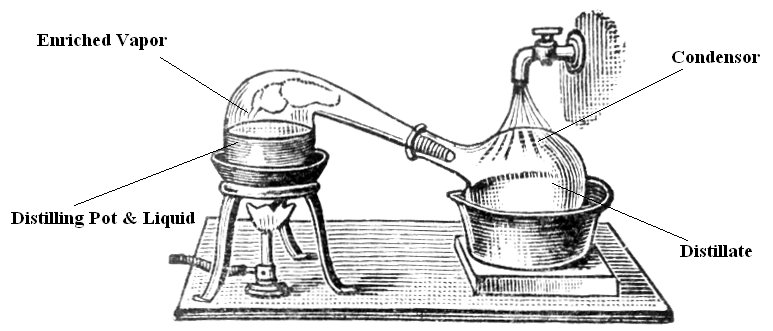 Enriched Vapor
Condensor
Distilling Pot & Liquid
Distillate